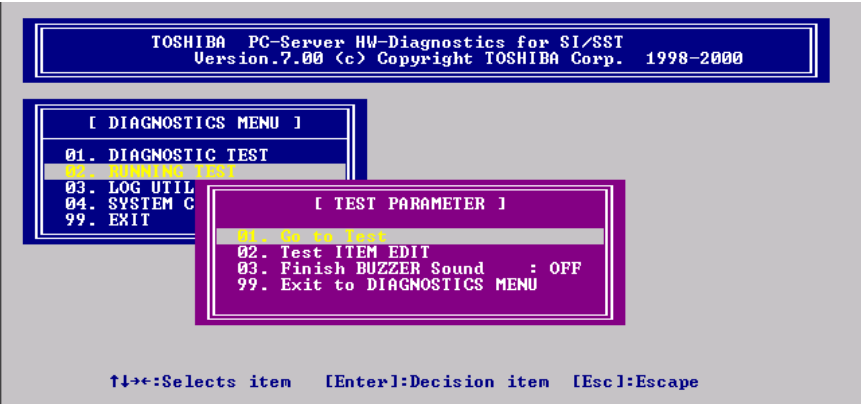 TOSHIBA PC-Server HW-Diagnostics for SI/SST
Version.7.00 (c) Copyright TOSHIBA Corp. 1998-2000
[ DIAGNOSTICS MENU ]
01. DIAGNOSTIC TEST
02. RUNNING TEST
03. LOG UTIL
04. SYSTEM C
99. EXIT
[ TEST PARAMETER ]
01. Go to Test
02. Test ITEM EDIT
03. Finish BUZZER Sound : OFF
99. Exit to DIAGNOSTICS MENU
↑↓→←:Selects item [Enter]:Decision item [Esc]:Escape